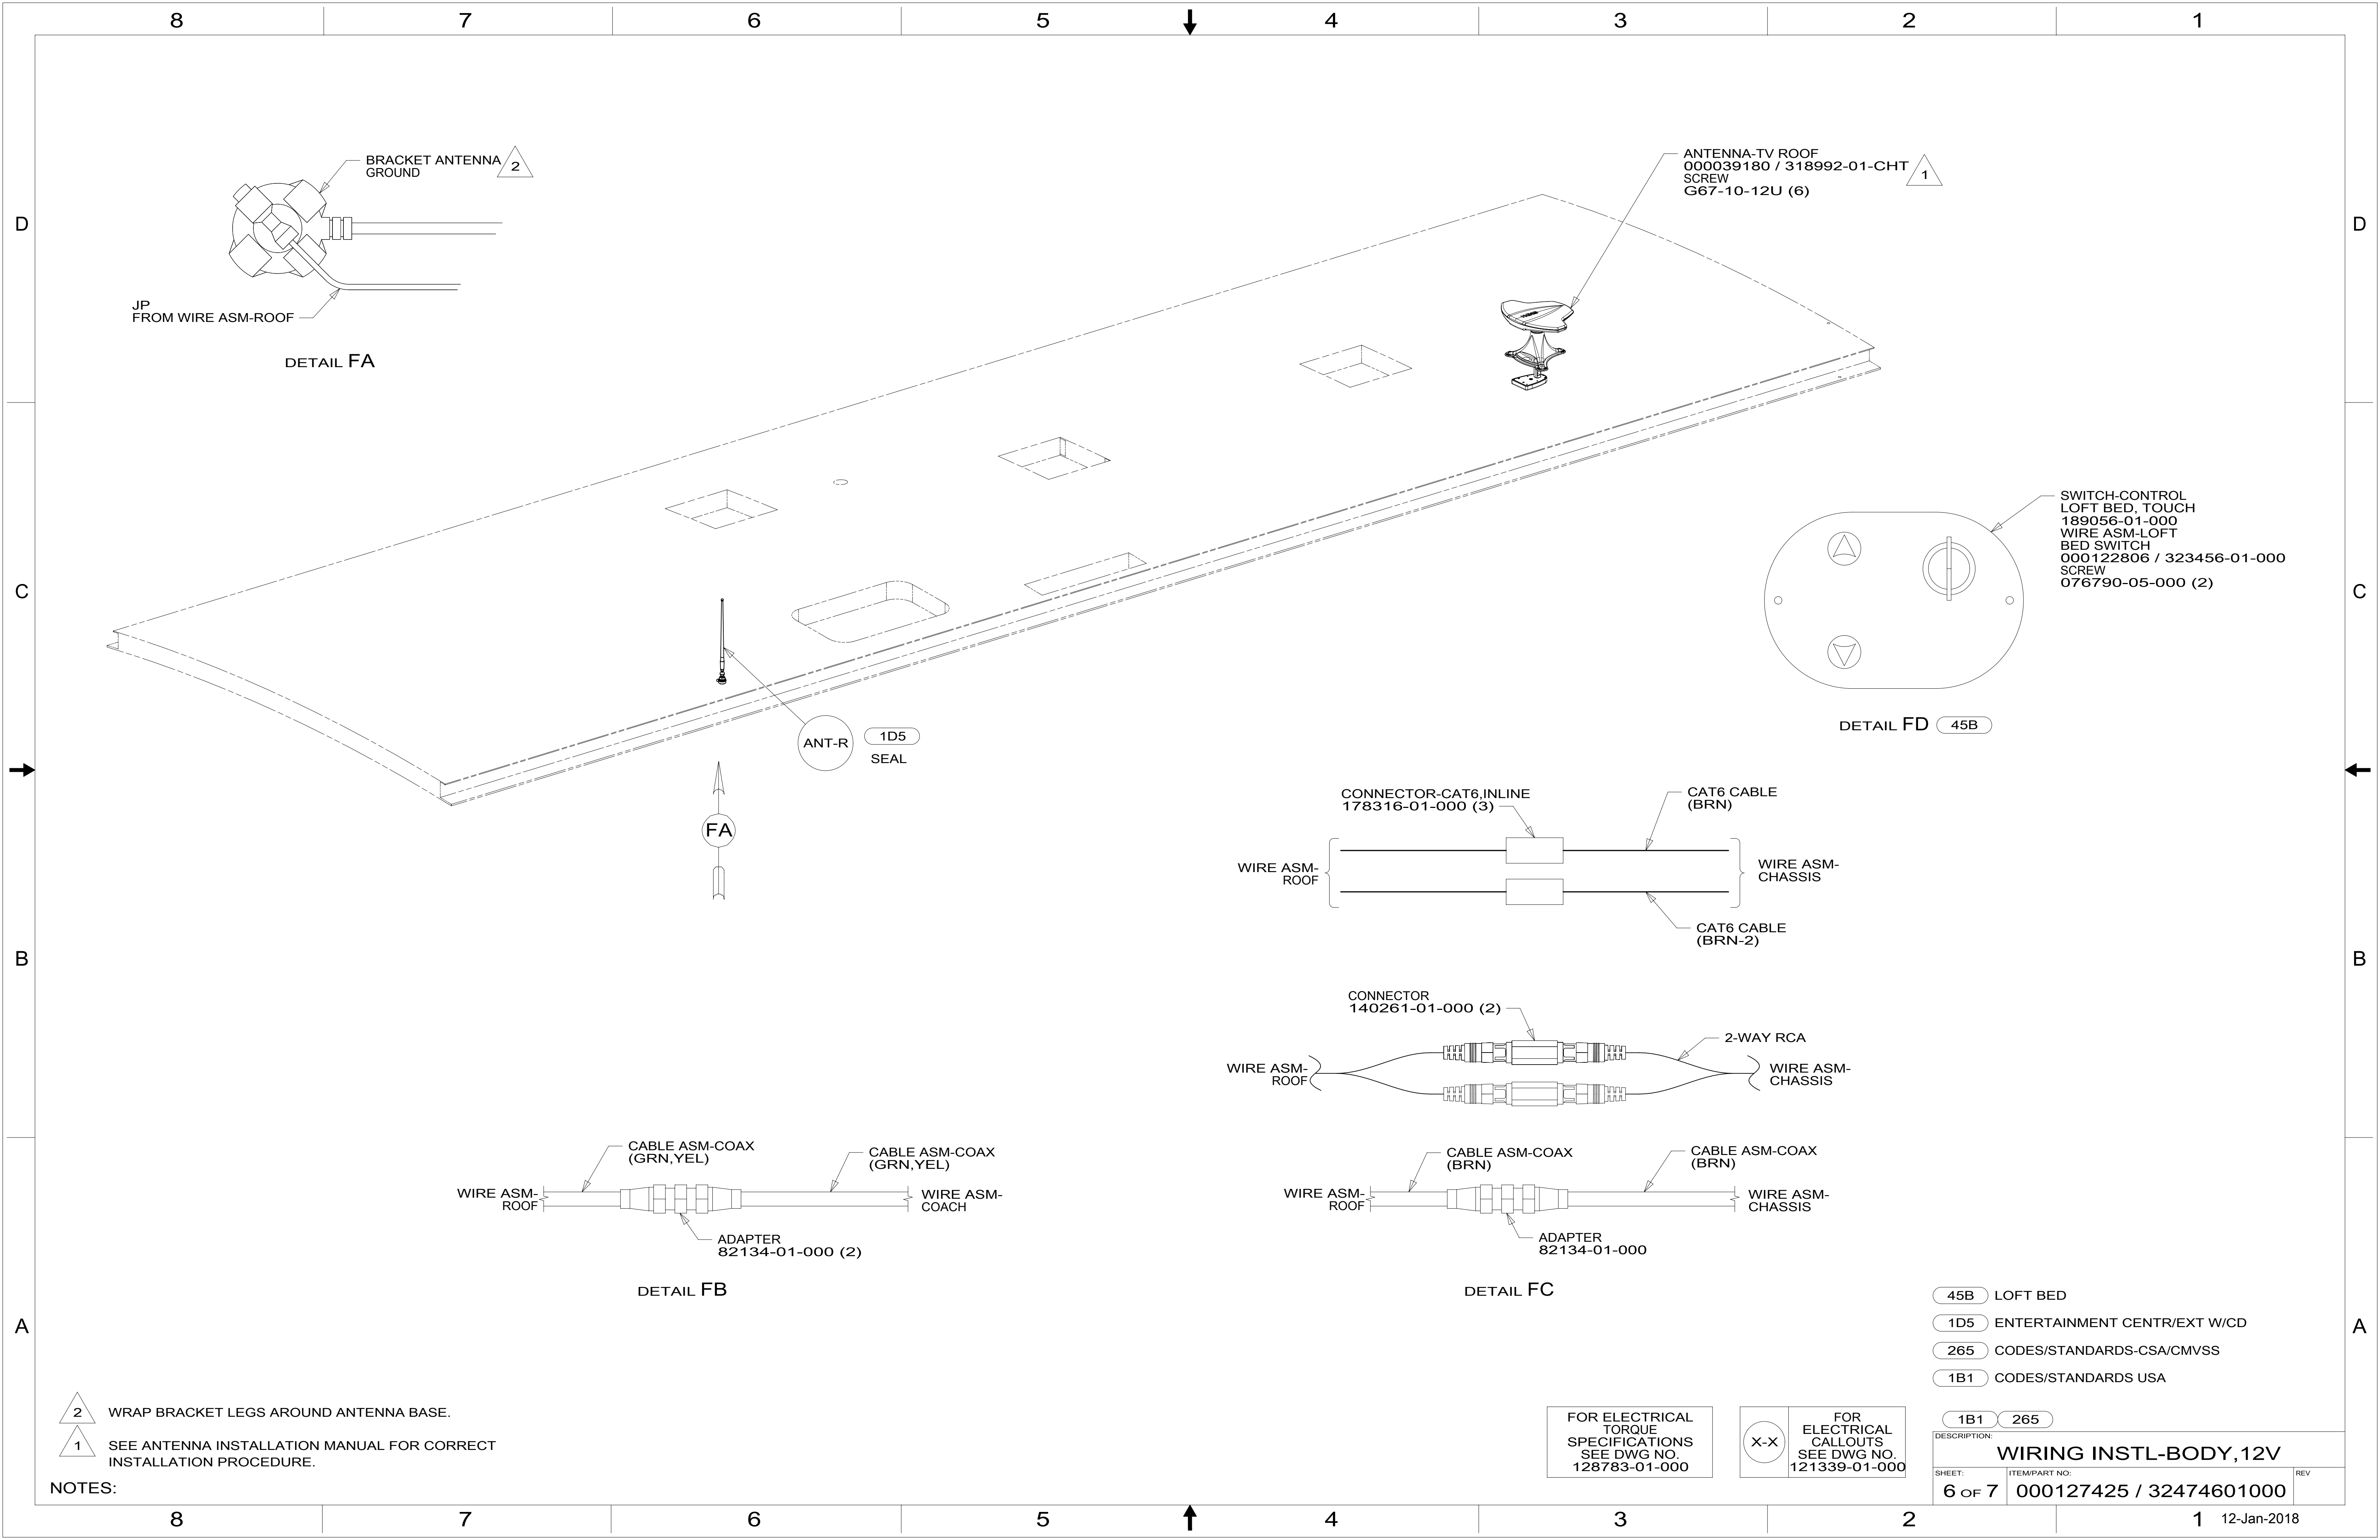 8 7 6 5 4 3 2 1
D
D
C
C
B
B
A
A
BRACKET ANTENNA
GROUND
2
JP
FROM WIRE ASM-ROOF
DETAIL FA
ANTENNA-TV ROOF
000039180 / 318992-01-CHT
SCREW
G67-10-12U (6)
1
SWITCH-CONTROL
LOFT BED, TOUCH
189056-01-000
WIRE ASM-LOFT
BED SWITCH
000122806 / 323456-01-000
SCREW
076790-05-000 (2)
DETAIL FD 45B
ANT-R
1D5
SEAL
FA
CONNECTOR-CAT6,INLINE
178316-01-000 (3)
CAT6 CABLE
(BRN)
WIRE ASM-
ROOF
WIRE ASM-
CHASSIS
CAT6 CABLE
(BRN-2)
CONNECTOR
140261-01-000 (2)
2-WAY RCA
WIRE ASM-
ROOF
WIRE ASM-
CHASSIS
CABLE ASM-COAX
(GRN,YEL)
CABLE ASM-COAX
(GRN,YEL)
WIRE ASM-
ROOF
WIRE ASM-
COACH
ADAPTER
82134-01-000 (2)
DETAIL FB
CABLE ASM-COAX
(BRN)
CABLE ASM-COAX
(BRN)
WIRE ASM-
ROOF
WIRE ASM-
CHASSIS
ADAPTER
82134-01-000
DETAIL FC
45B LOFT BED
1D5 ENTERTAINMENT CENTR/EXT W/CD
265 CODES/STANDARDS-CSA/CMVSS
1B1 CODES/STANDARDS USA
2 WRAP BRACKET LEGS AROUND ANTENNA BASE.
1 SEE ANTENNA INSTALLATION MANUAL FOR CORRECT
INSTALLATION PROCEDURE.
NOTES:
FOR ELECTRICAL
TORQUE
SPECIFICATIONS
SEE DWG NO.
128783-01-000
X-X
FOR
ELECTRICAL
CALLOUTS
SEE DWG NO.
121339-01-000
1B1 265
DESCRIPTION:
WIRING INSTL-BODY,12V
SHEET:
6 OF 7
ITEM/PART NO:
000127425 / 32474601000
REV
8 7 6 5 4 3 2 1
12-Jan-2018